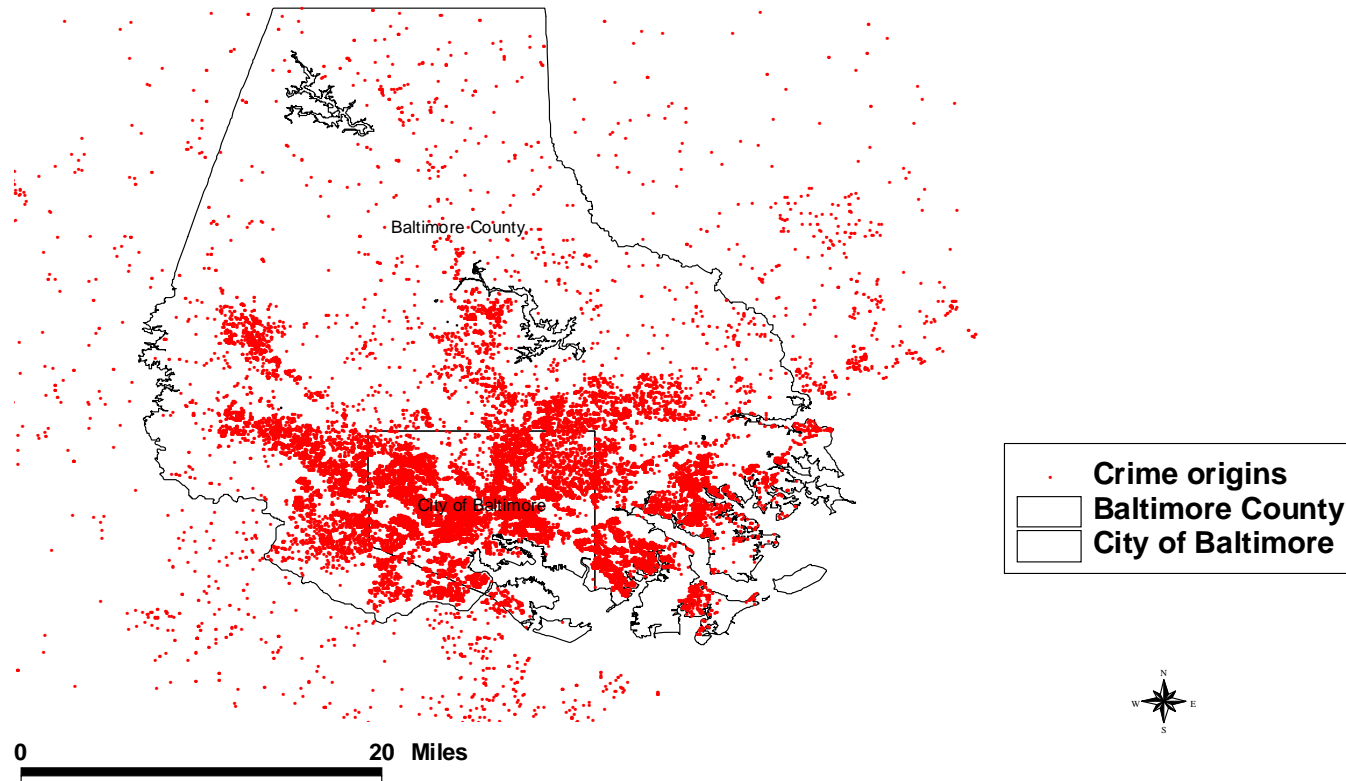 Baltimore County
City of Baltimore
Crime origins
Baltimore County
City of Baltimore
N
W E
S
0 20 Miles